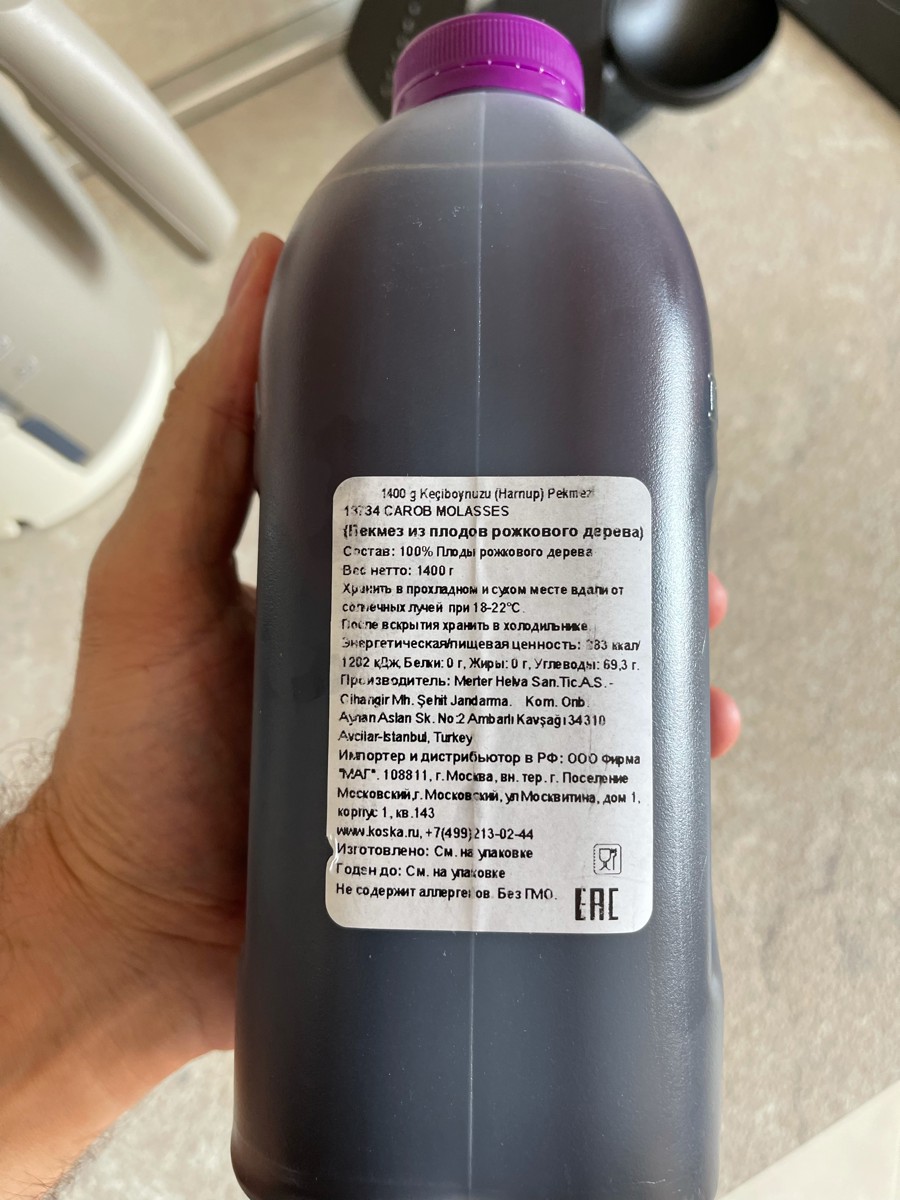 1400 g Keçiboynuzu (Harnup) Pekmezi
13734 CAROB MOLASSES
(Пекмез из плодов рожкового дерева)
Состав: 100% Плоды рожкового дерева
Вес нетто: 1400 г
Хранить в прохладном и сухом месте вдали от
солнечных лучей при 18-22°С.
После вскрытия хранить в холодильнике.
Энергетическая/пищевая ценность: 283 ккал/
1202 кДж, Белки: 0 г, Жиры: 0 г, Углеводы: 69,3 г.
Производитель: Merter Helva San.Tic.A.S. -
Cihangir Mh. Şehit Jandarma. Kom. Onb.
Ayhan Aslan Sk. No:2 Ambarlı Kavşağı 34310
Avcilar-Istanbul, Turkey
Импортер и дистрибьютор в РФ: ООО Фирма
"МАГ". 108811, г. Москва, вн. тер. г. Поселение
Московский, г. Московский, ул Москвитина, дом 1,
корпус 1, кв.143
www.koska.ru, +7(499)213-02-44
Изготовлено: См. на упаковке
Годен до: См. на упаковке
Не содержит аллергенов. Без ГМО.
EAC